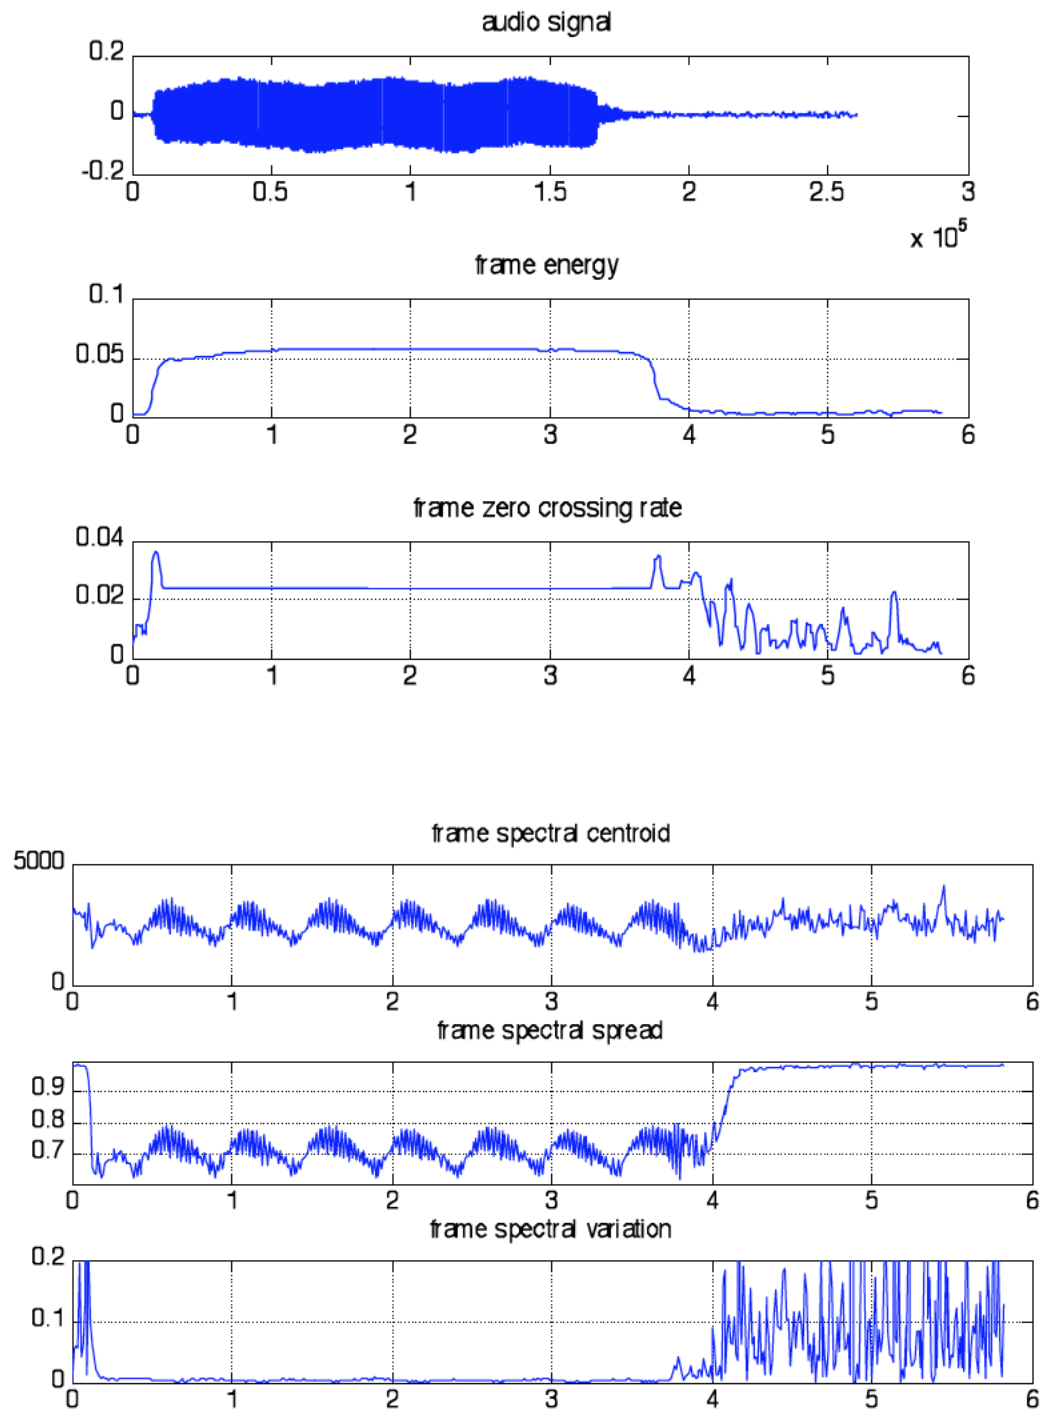 audio signal
0.2
0
-0.2
0 0.5 1 1.5 2 2.5 3
x 10^5
frame energy
0.1
0.05
0
0 1 2 3 4 5 6
frame zero crossing rate
0.04
0.02
0
0 1 2 3 4 5 6
frame spectral centroid
5000
0
0 1 2 3 4 5 6
frame spectral spread
0.9
0.8
0.7
0 1 2 3 4 5 6
frame spectral variation
0.2
0.1
0
0 1 2 3 4 5 6